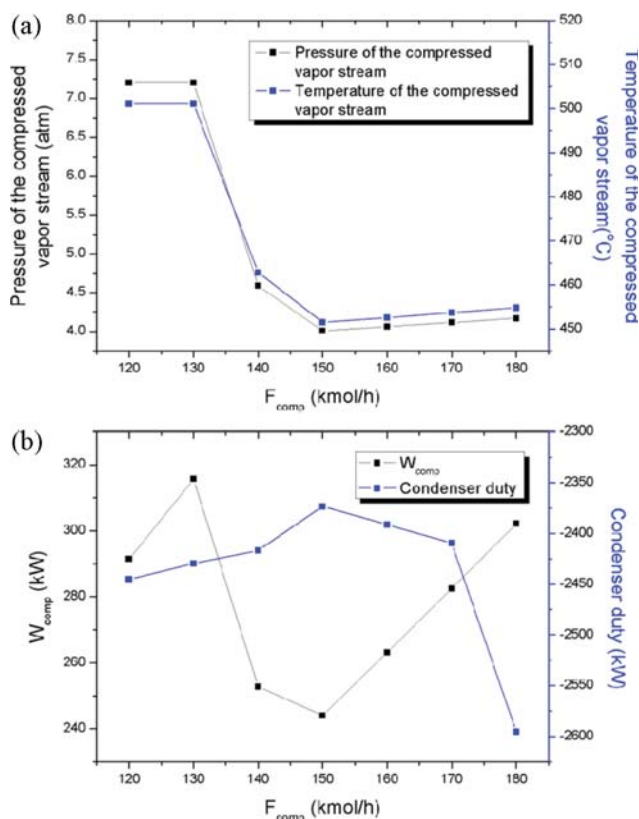 (a)
Pressure of the compressed
vapor stream (atm)
8.0
7.5
7.0
6.5
6.0
5.5
5.0
4.5
4.0
Pressure of the compressed
vapor stream
Temperature of the compressed
vapor stream
520
510
500
490
480
470
460
450
Temperature of the compressed
vapor stream(°C)
120 130 140 150 160 170 180
F_comp (kmol/h)
(b)
W_comp (kW)
320
300
280
260
240
W_comp
Condenser duty
-2300
-2350
-2400
-2450
-2500
-2550
-2600
Condenser duty (kW)
120 130 140 150 160 170 180
F_comp (kmol/h)